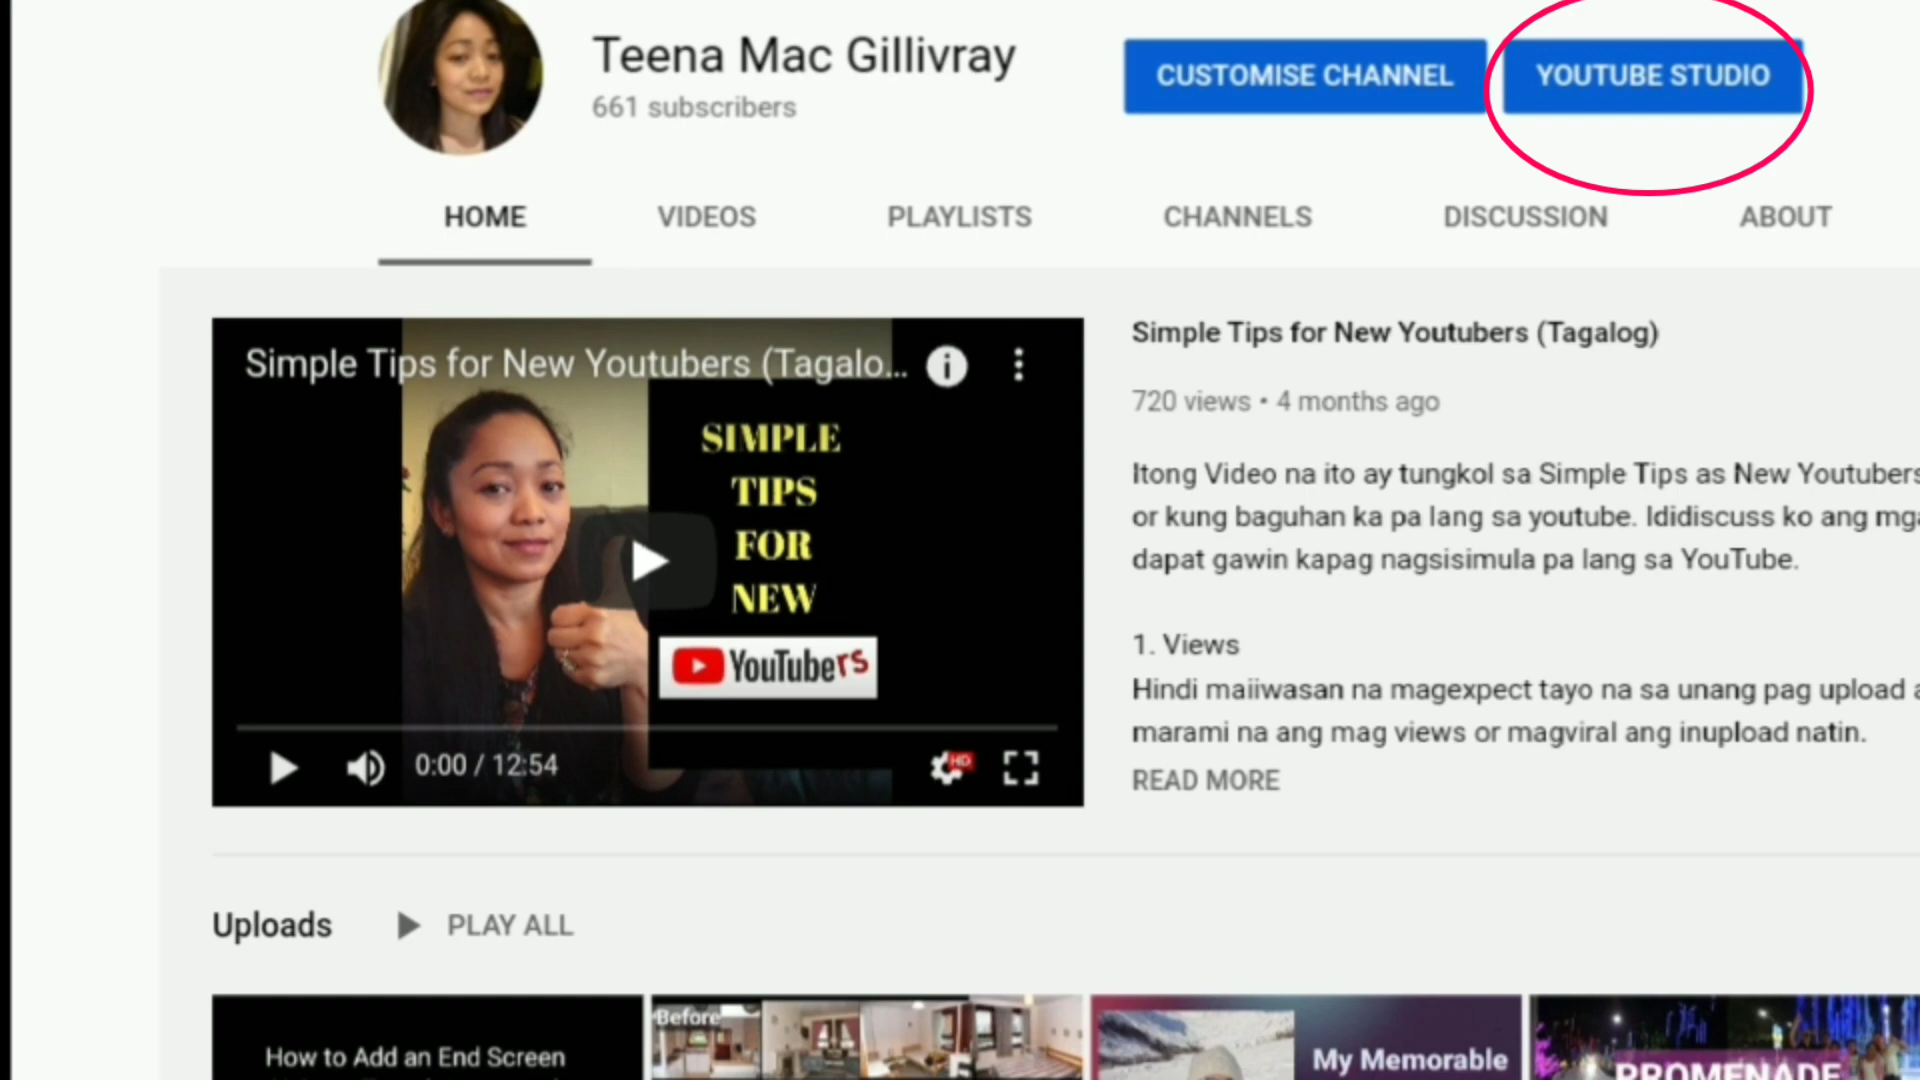 Teena Mac Gillivray
661 subscribers
CUSTOMISE CHANNEL
YOUTUBE STUDIO
HOME VIDEOS PLAYLISTS CHANNELS DISCUSSION ABOUT
Simple Tips for New Youtubers (Tagalo...
SIMPLE
TIPS
FOR
NEW
YouTubers
0:00 / 12:54
HD
Simple Tips for New Youtubers (Tagalog)
720 views • 4 months ago
Itong Video na ito ay tungkol sa Simple Tips as New Youtubers
or kung baguhan ka pa lang sa youtube. Ididiscuss ko ang mga
dapat gawin kapag nagsisimula pa lang sa YouTube.
1. Views
Hindi maiiwasan na magexpect tayo na sa unang pag upload a
marami na ang mag views or magviral ang inupload natin.
READ MORE
Uploads PLAY ALL
How to Add an End Screen
Before
My Memorable
PROMENADE